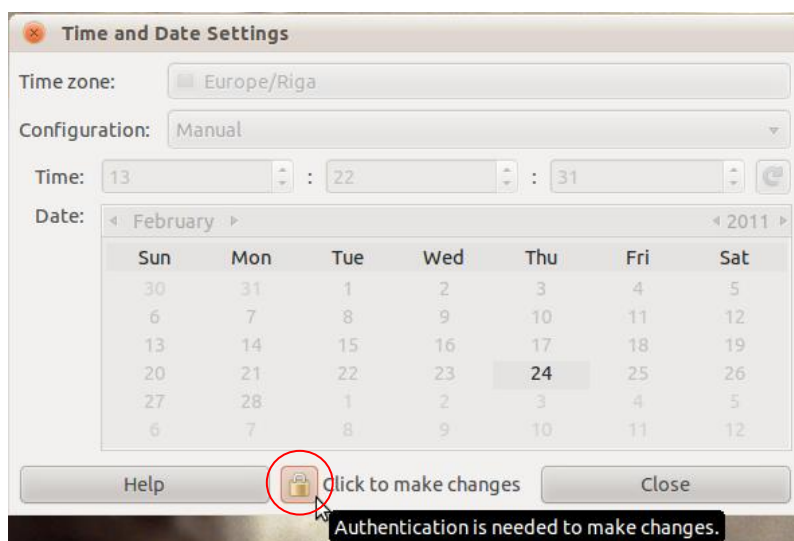 Time and Date Settings
Time zone: Europe/Riga
Configuration: Manual
Time: 13 : 22 : 31
Date: February 2011
Sun Mon Tue Wed Thu Fri Sat
30 31 1 2 3 4 5
6 7 8 9 10 11 12
13 14 15 16 17 18 19
20 21 22 23 24 25 26
27 28 1 2 3 4 5
6 7 8 9 10 11 12
Help Click to make changes Close
Authentication is needed to make changes.